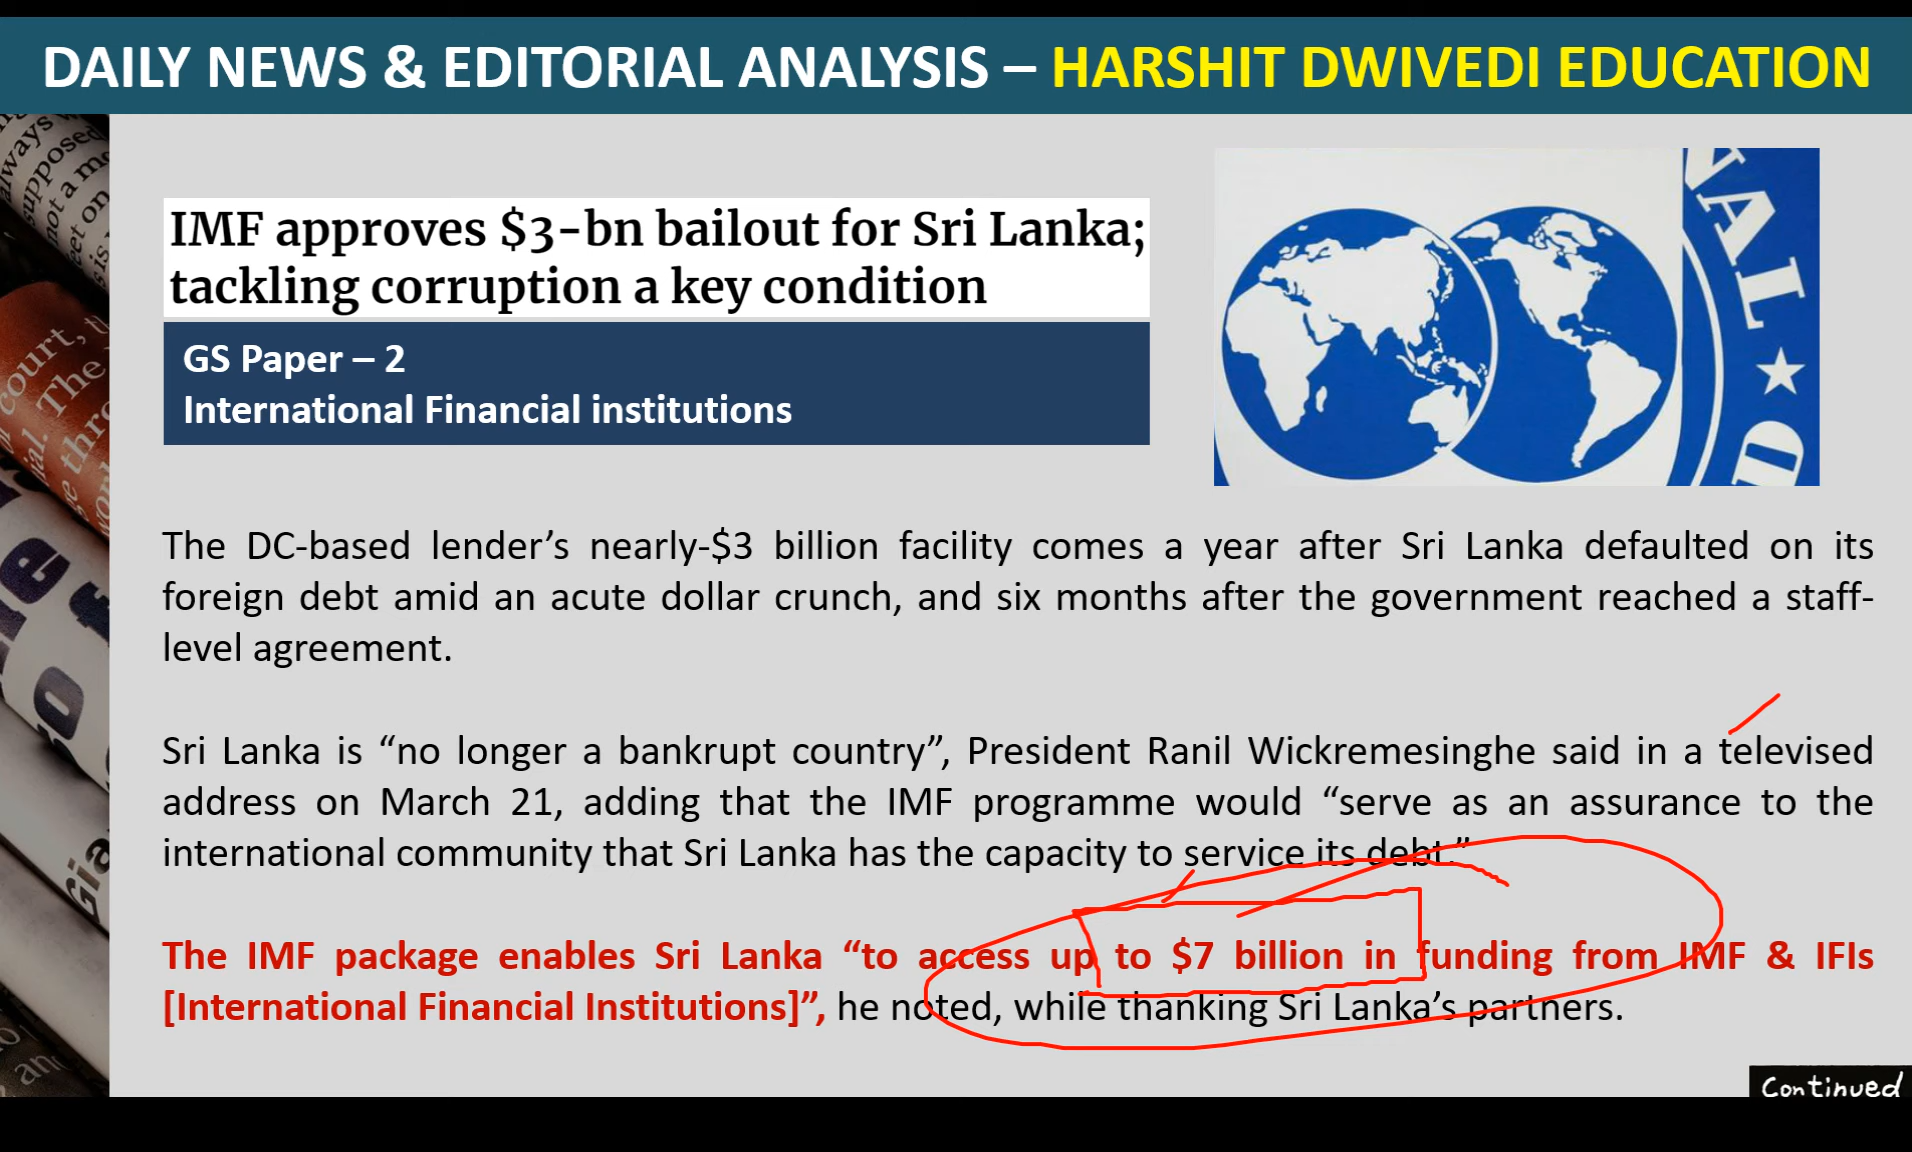 DAILY NEWS & EDITORIAL ANALYSIS – HARSHIT DWIVEDI EDUCATION
IMF approves $3-bn bailout for Sri Lanka;
tackling corruption a key condition
GS Paper – 2
International Financial institutions
The DC-based lender’s nearly-$3 billion facility comes a year after Sri Lanka defaulted on its
foreign debt amid an acute dollar crunch, and six months after the government reached a staff-
level agreement.
Sri Lanka is “no longer a bankrupt country”, President Ranil Wickremesinghe said in a televised
address on March 21, adding that the IMF programme would “serve as an assurance to the
international community that Sri Lanka has the capacity to service its debt.”
The IMF package enables Sri Lanka “to access up to $7 billion in funding from IMF & IFIs
[International Financial Institutions]”, he noted, while thanking Sri Lanka’s partners.
Continued